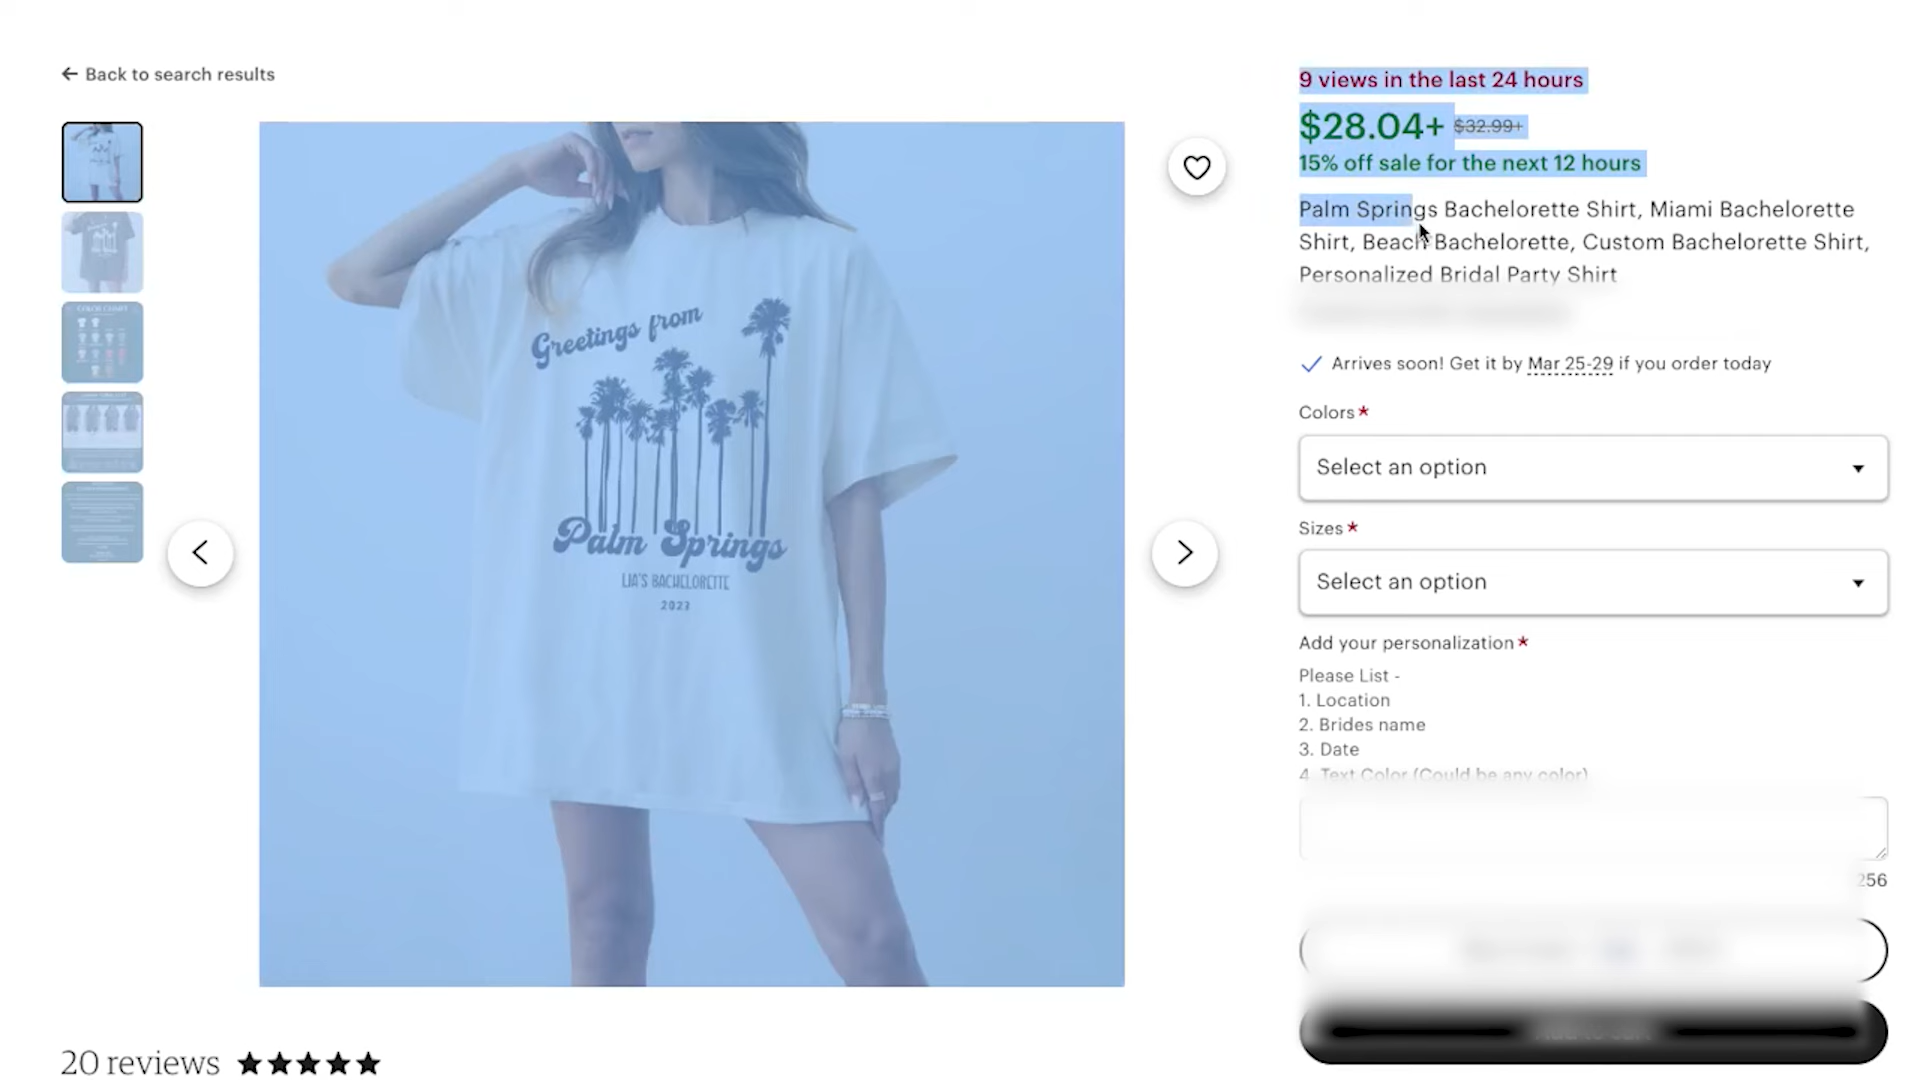 Back to search results
9 views in the last 24 hours
$28.04+ $32.99+
15% off sale for the next 12 hours
Palm Springs Bachelorette Shirt, Miami Bachelorette
Shirt, Beach Bachelorette, Custom Bachelorette Shirt,
Personalized Bridal Party Shirt
Arrives soon! Get it by Mar 25-29 if you order today
Colors*
Select an option
Sizes*
Select an option
Add your personalization*
Please List -
1. Location
2. Brides name
3. Date
4. Text Color (Could be any color)
256
COLOR CHART
Greetings from
Palm Springs
LIA'S BACHELORETTE
2023
20 reviews